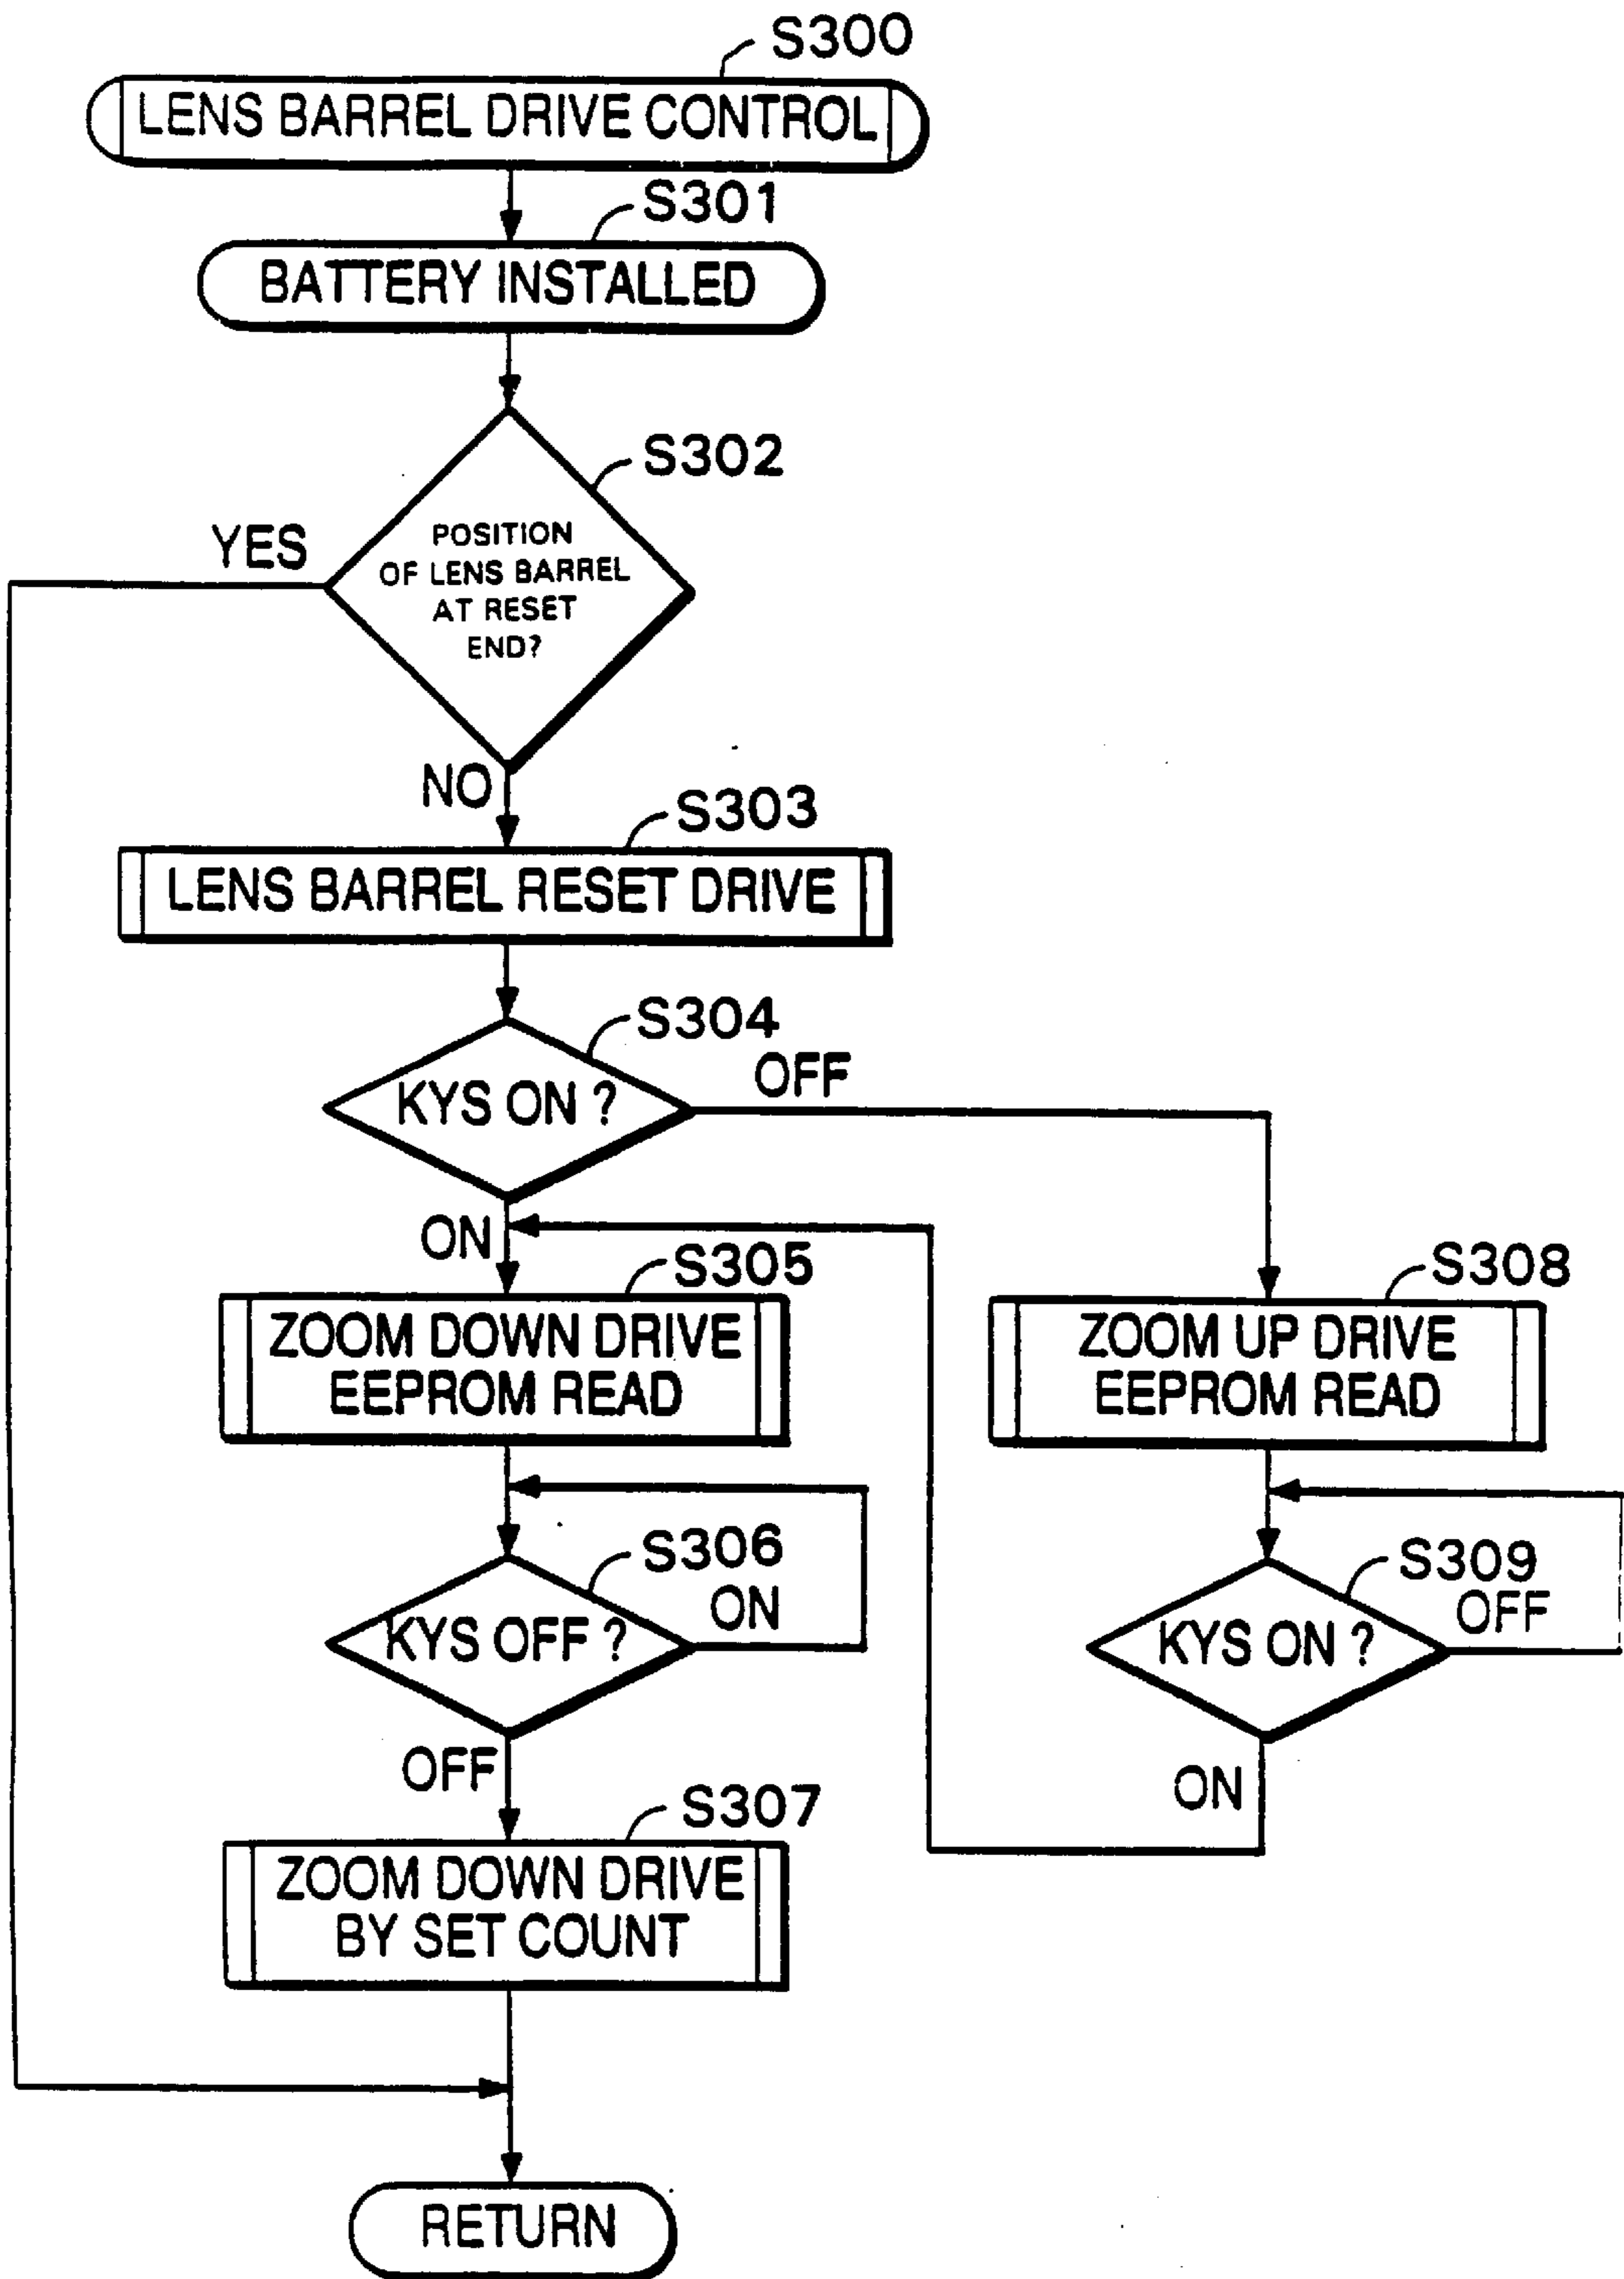 S300
LENS BARREL DRIVE CONTROL
S301
BATTERY INSTALLED
S302
YES
POSITION
OF LENS BARREL
AT RESET
END?
NO
S303
LENS BARREL RESET DRIVE
S304
OFF
KYS ON ?
ON
S305
ZOOM DOWN DRIVE
EEPROM READ
S308
ZOOM UP DRIVE
EEPROM READ
S306
ON
KYS OFF ?
S309
OFF
KYS ON ?
OFF
ON
S307
ZOOM DOWN DRIVE
BY SET COUNT
RETURN